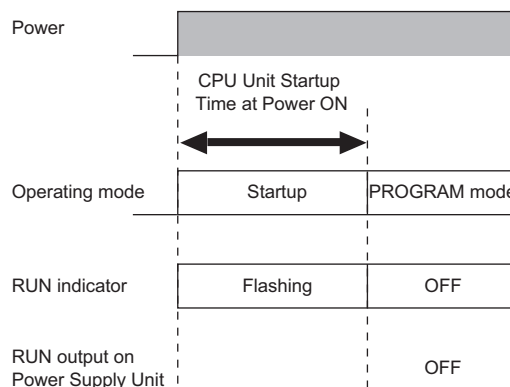 Power
CPU Unit Startup
Time at Power ON
Operating mode
Startup
PROGRAM mode
RUN indicator
Flashing
OFF
RUN output on
Power Supply Unit
OFF